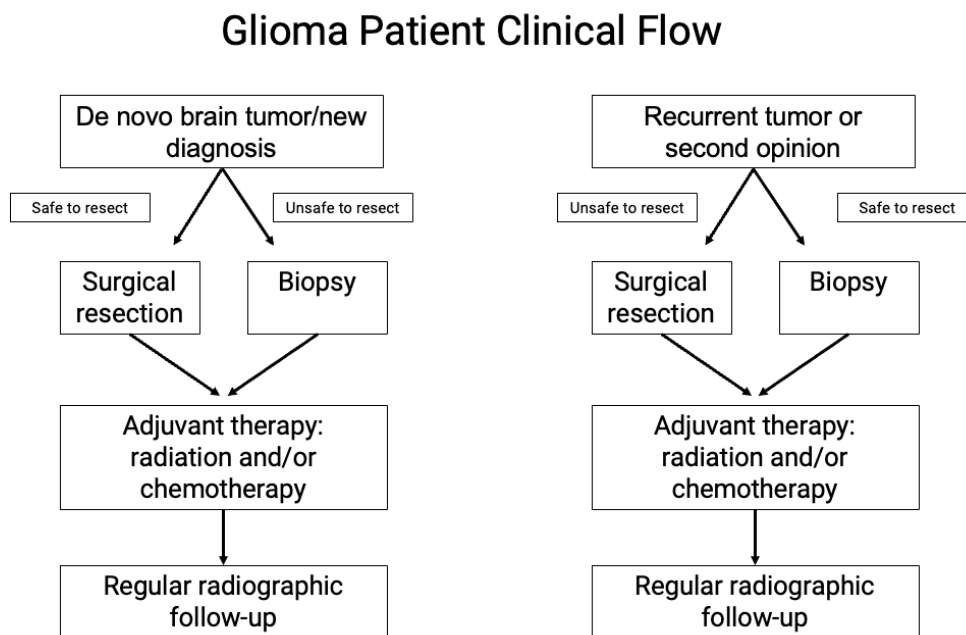 Glioma Patient Clinical Flow
De novo brain tumor/new
diagnosis
Safe to resect
Unsafe to resect
Surgical
resection
Biopsy
Adjuvant therapy:
radiation and/or
chemotherapy
Regular radiographic
follow-up
Recurrent tumor or
second opinion
Unsafe to resect
Safe to resect
Surgical
resection
Biopsy
Adjuvant therapy:
radiation and/or
chemotherapy
Regular radiographic
follow-up